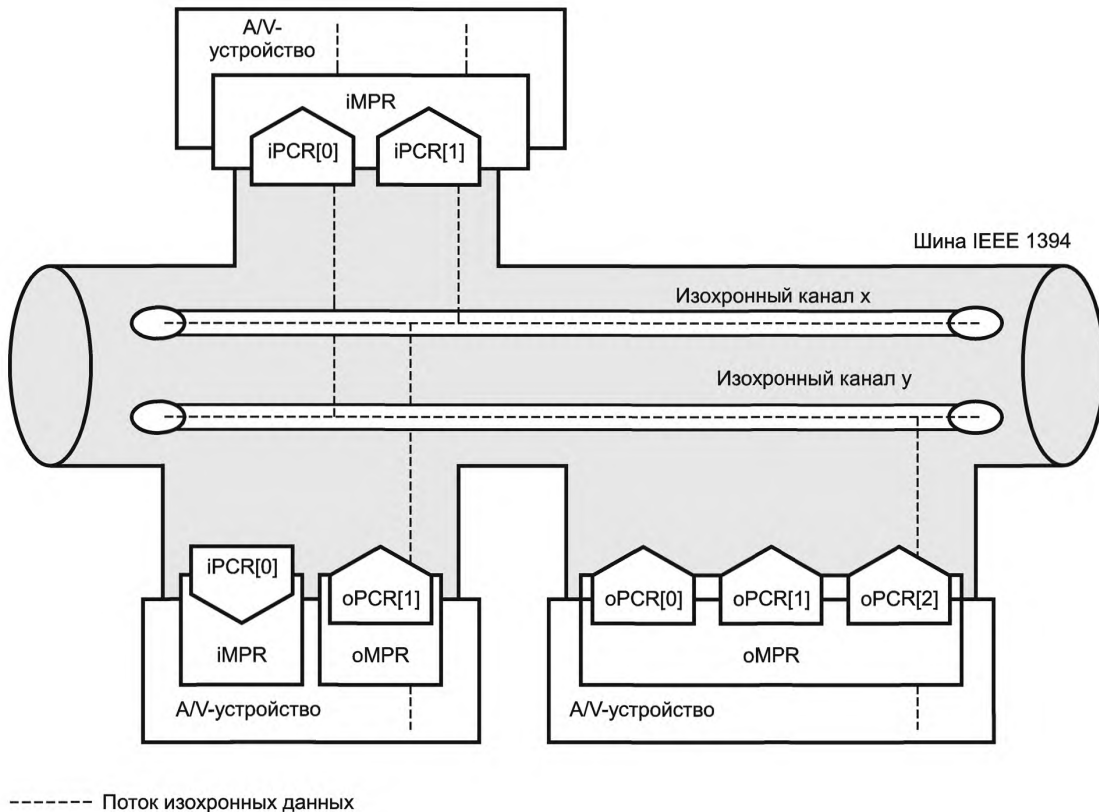 A/V-
устройство
iMPR
iPCR[0]
iPCR[1]
Шина IEEE 1394
Изохронный канал x
Изохронный канал y
iPCR[0]
oPCR[1]
oPCR[0]
oPCR[1]
oPCR[2]
iMPR
oMPR
oMPR
A/V-устройство
A/V-устройство
Поток изохронных данных